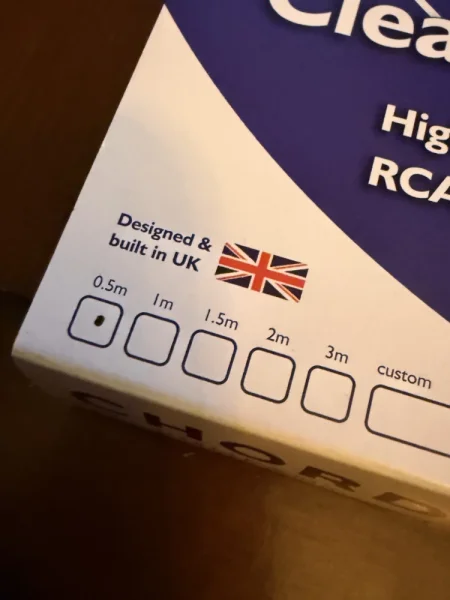 Clea
Hig
RCA
Designed &
built in UK
0.5m 1m 1.5m 2m 3m custom
CHORD